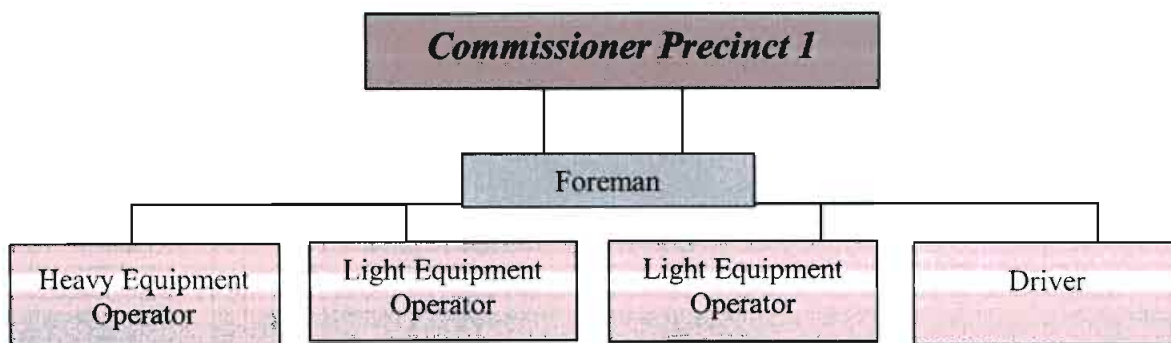 Commissioner Precinct 1
Foreman
Heavy Equipment
Operator
Light Equipment
Operator
Light Equipment
Operator
Driver